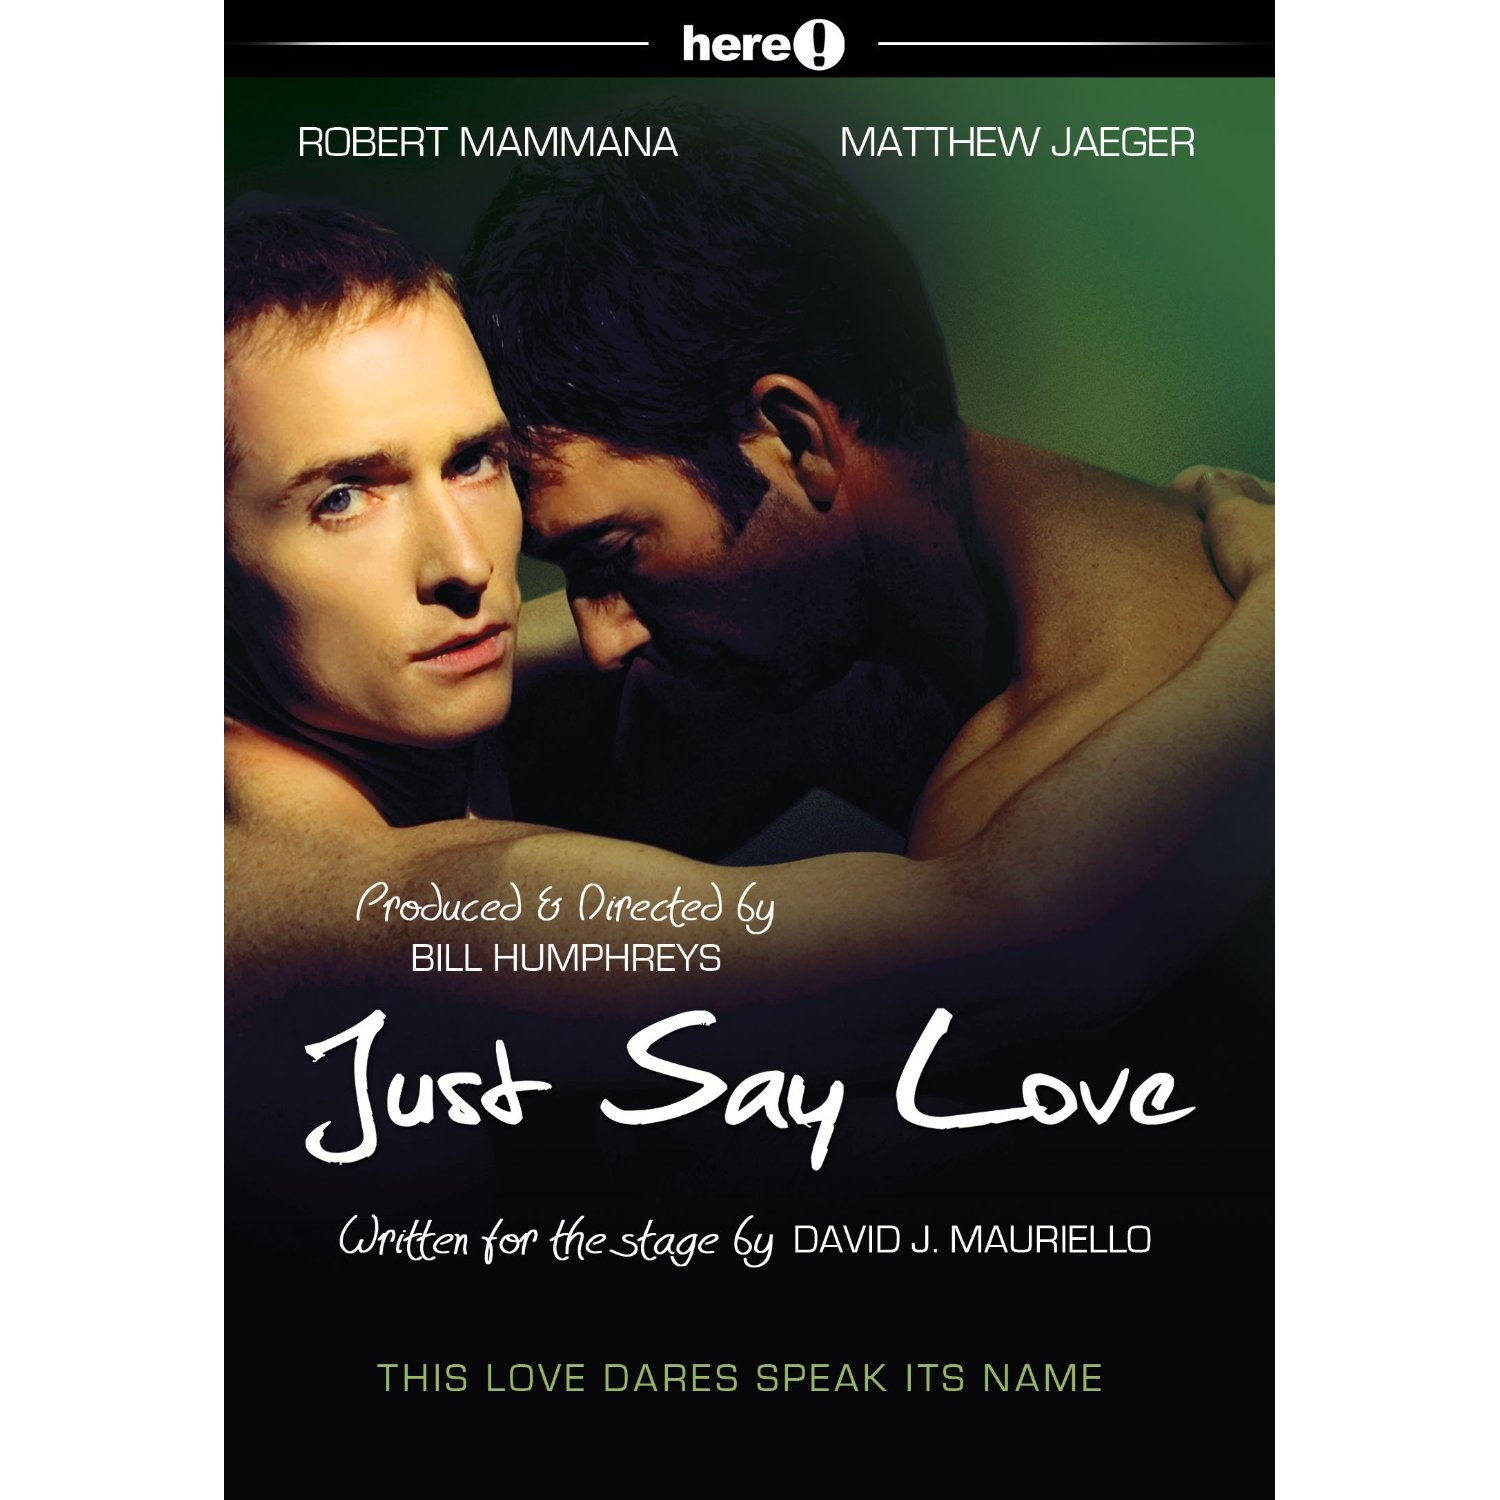 here!
ROBERT MAMMANA MATTHEW JAEGER
Produced & Directed by
BILL HUMPHREYS
Just Say Love
Written for the stage by DAVID J. MAURIELLO
THIS LOVE DARES SPEAK ITS NAME